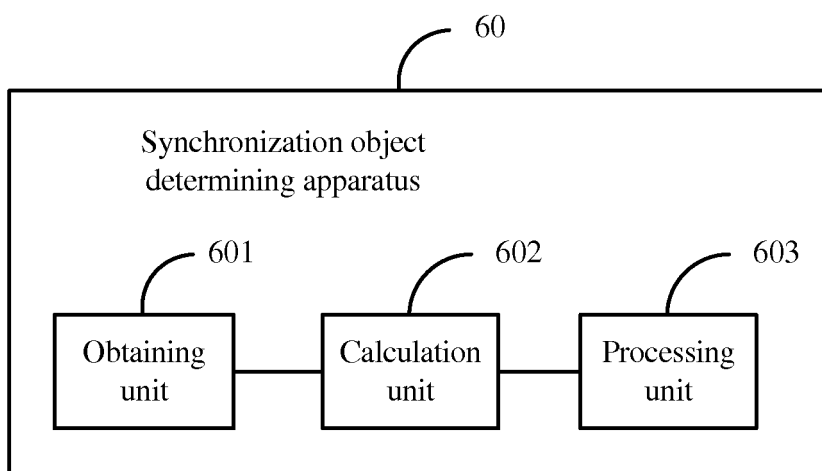 60
Synchronization object
determining apparatus
601
602
603
Obtaining
unit
Calculation
unit
Processing
unit